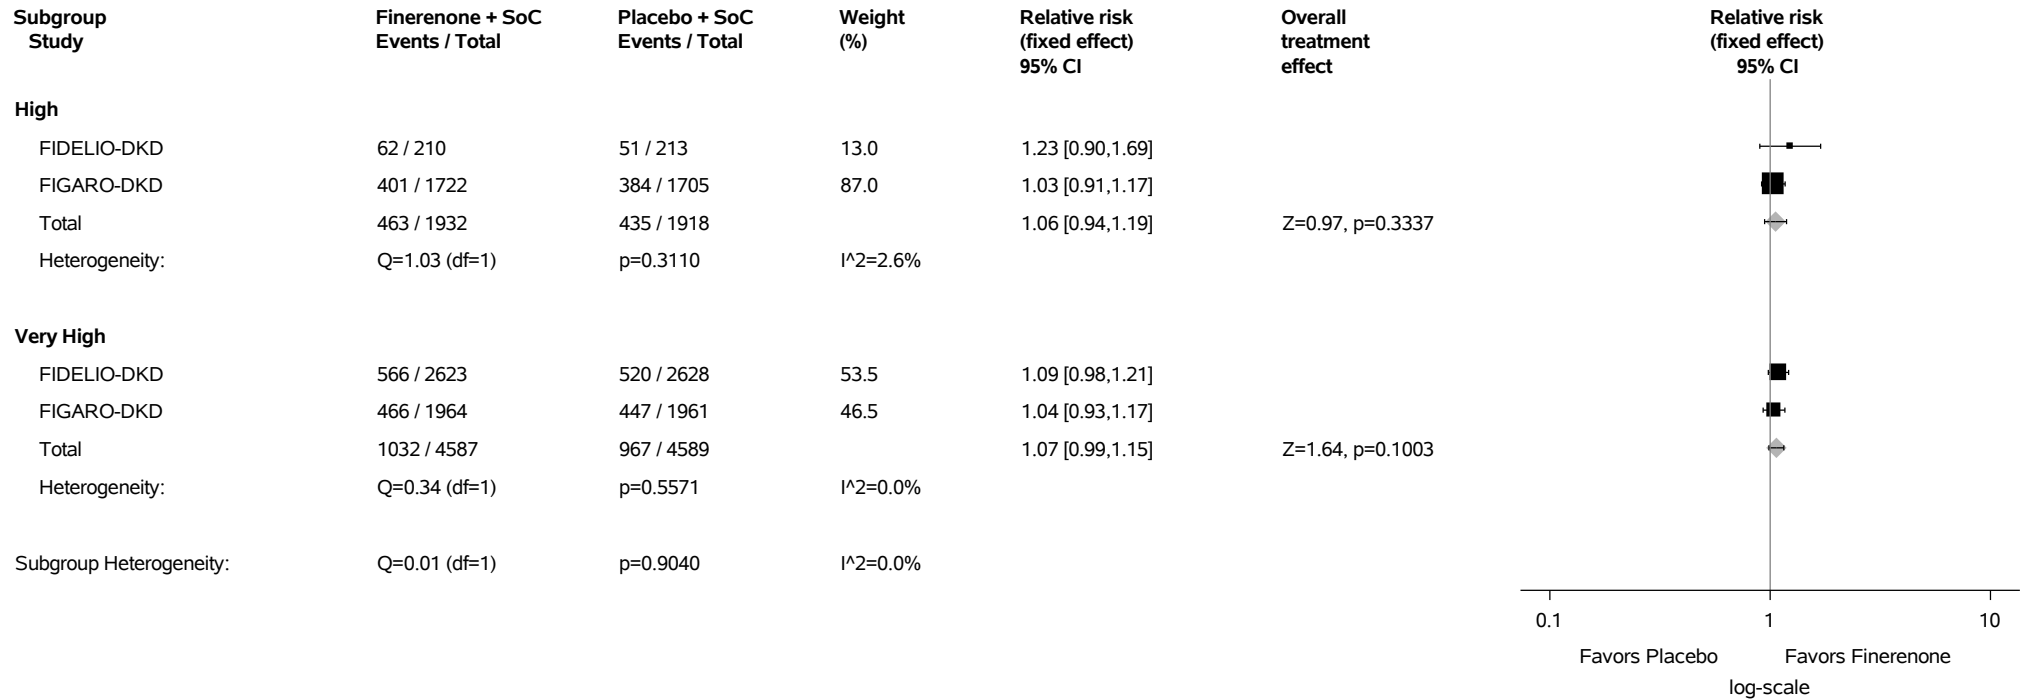 Subgroup Finerenone + SoC Placebo + SoC Weight Relative risk Overall Relative risk
Study Events / Total Events / Total (%) (fixed effect) treatment (fixed effect)
95% CI effect 95% CI
High
FIDELIO-DKD 62 / 210 51 / 213 13.0 1.23 [0.90,1.69]
FIGARO-DKD 401 / 1722 384 / 1705 87.0 1.03 [0.91,1.17]
Total 463 / 1932 435 / 1918 1.06 [0.94,1.19] Z=0.97, p=0.3337
Heterogeneity: Q=1.03 (df=1) p=0.3110 I^2=2.6%
Very High
FIDELIO-DKD 566 / 2623 520 / 2628 53.5 1.09 [0.98,1.21]
FIGARO-DKD 466 / 1964 447 / 1961 46.5 1.04 [0.93,1.17]
Total 1032 / 4587 967 / 4589 1.07 [0.99,1.15] Z=1.64, p=0.1003
Heterogeneity: Q=0.34 (df=1) p=0.5571 I^2=0.0%
Subgroup Heterogeneity: Q=0.01 (df=1) p=0.9040 I^2=0.0%
0.1 1 10
Favors Placebo Favors Finerenone
log-scale